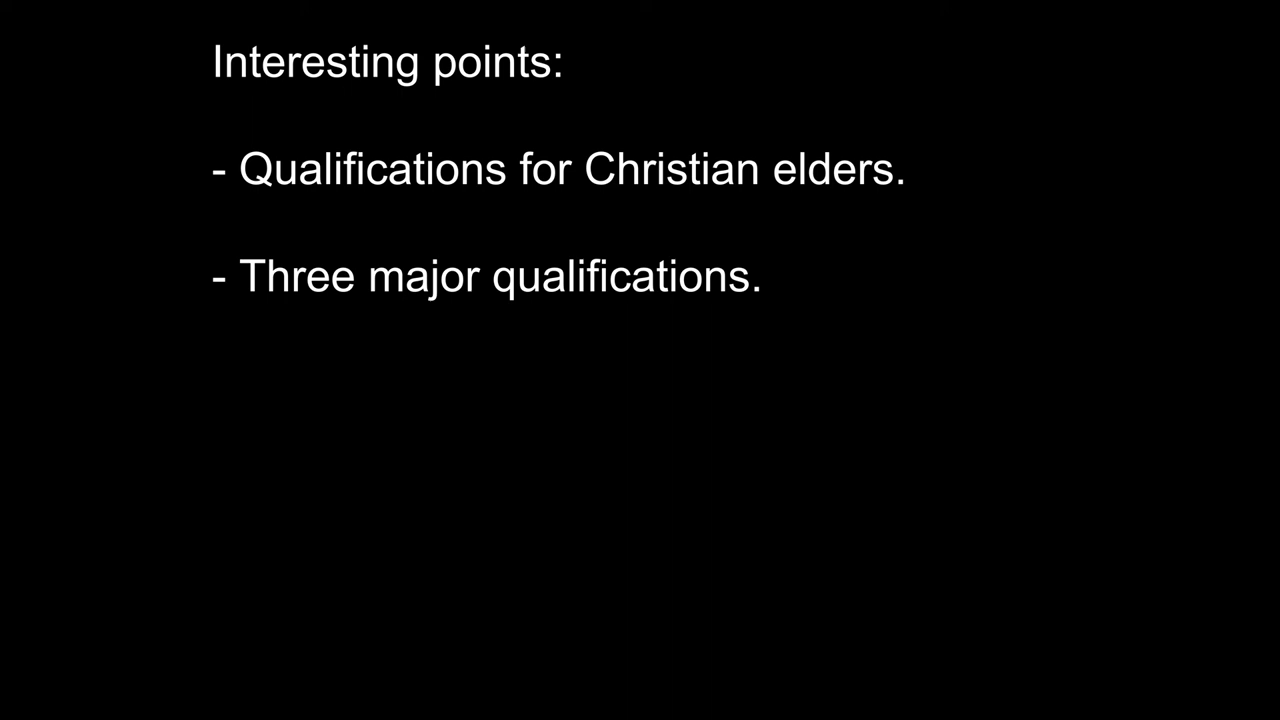 Interesting points:
- Qualifications for Christian elders.
- Three major qualifications.